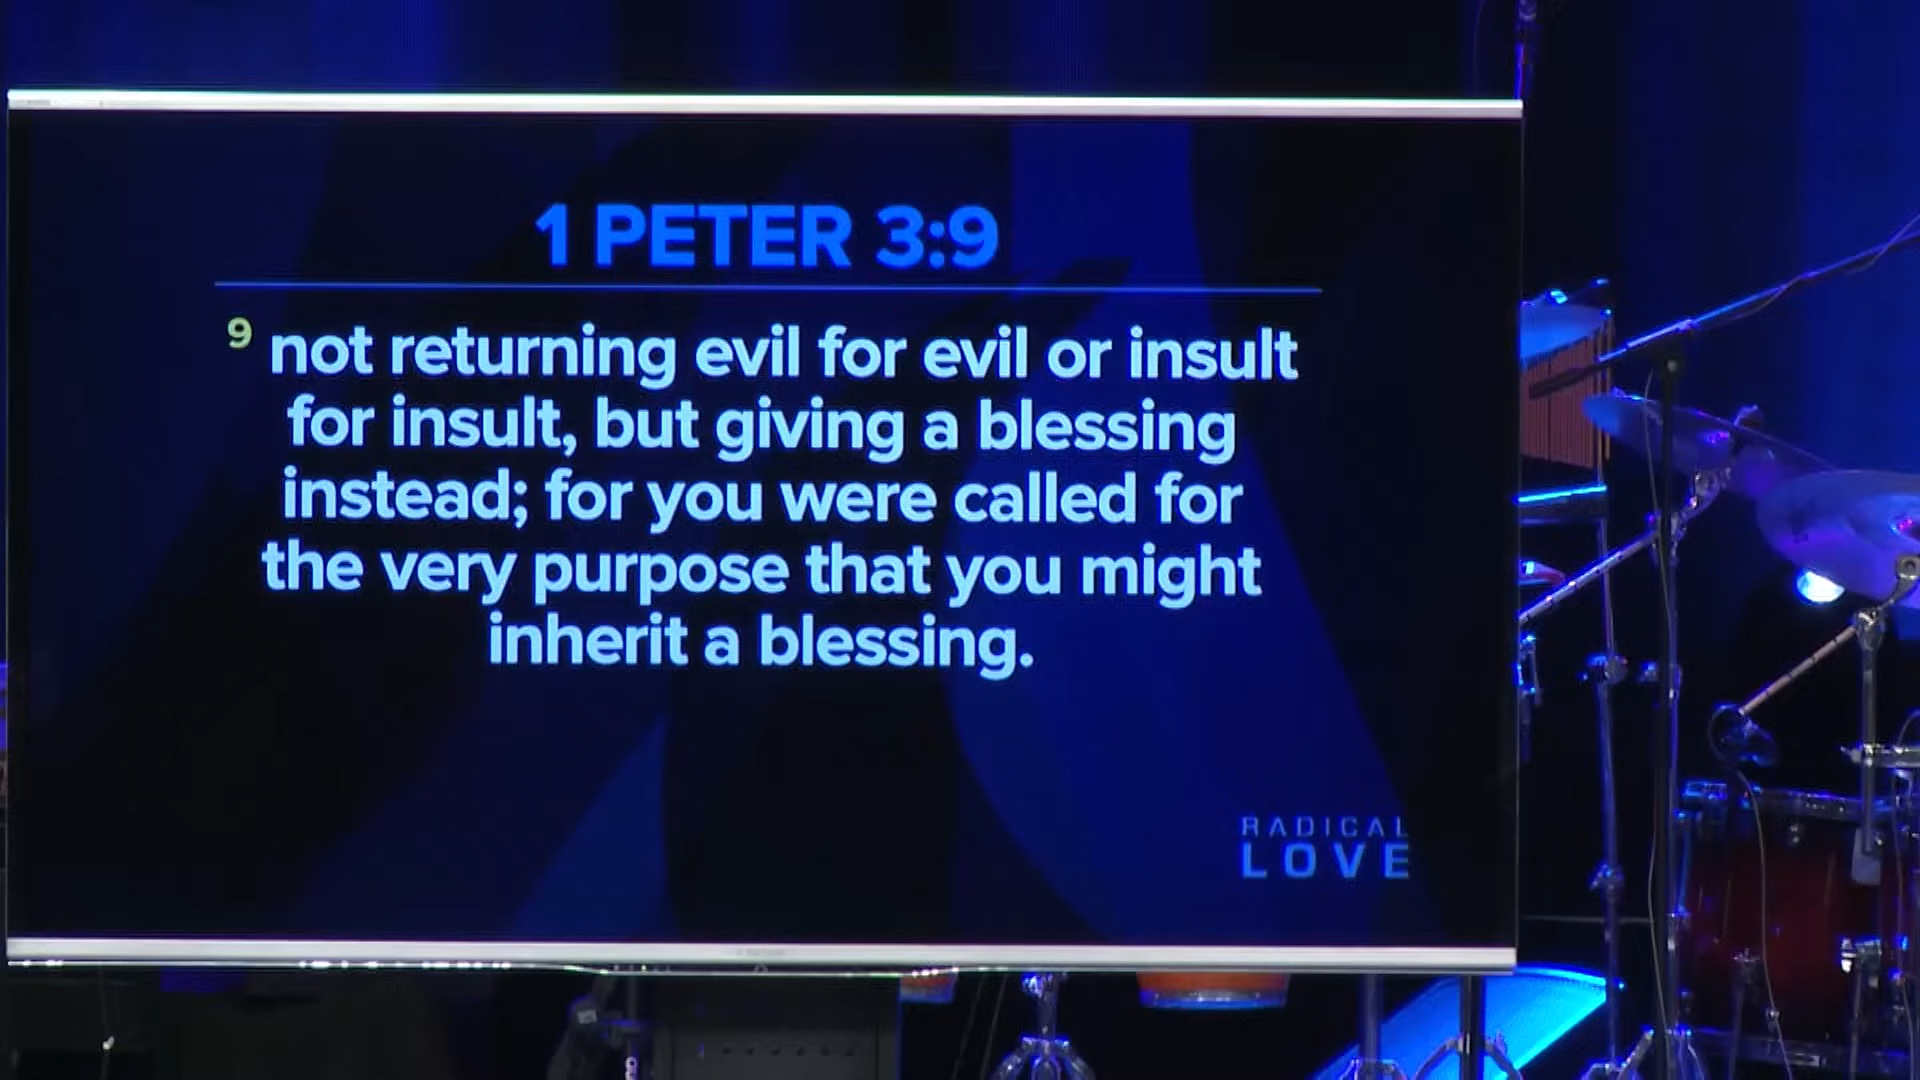 1 PETER 3:9
9 not returning evil for evil or insult
for insult, but giving a blessing
instead; for you were called for
the very purpose that you might
inherit a blessing.
RADICAL
LOVE